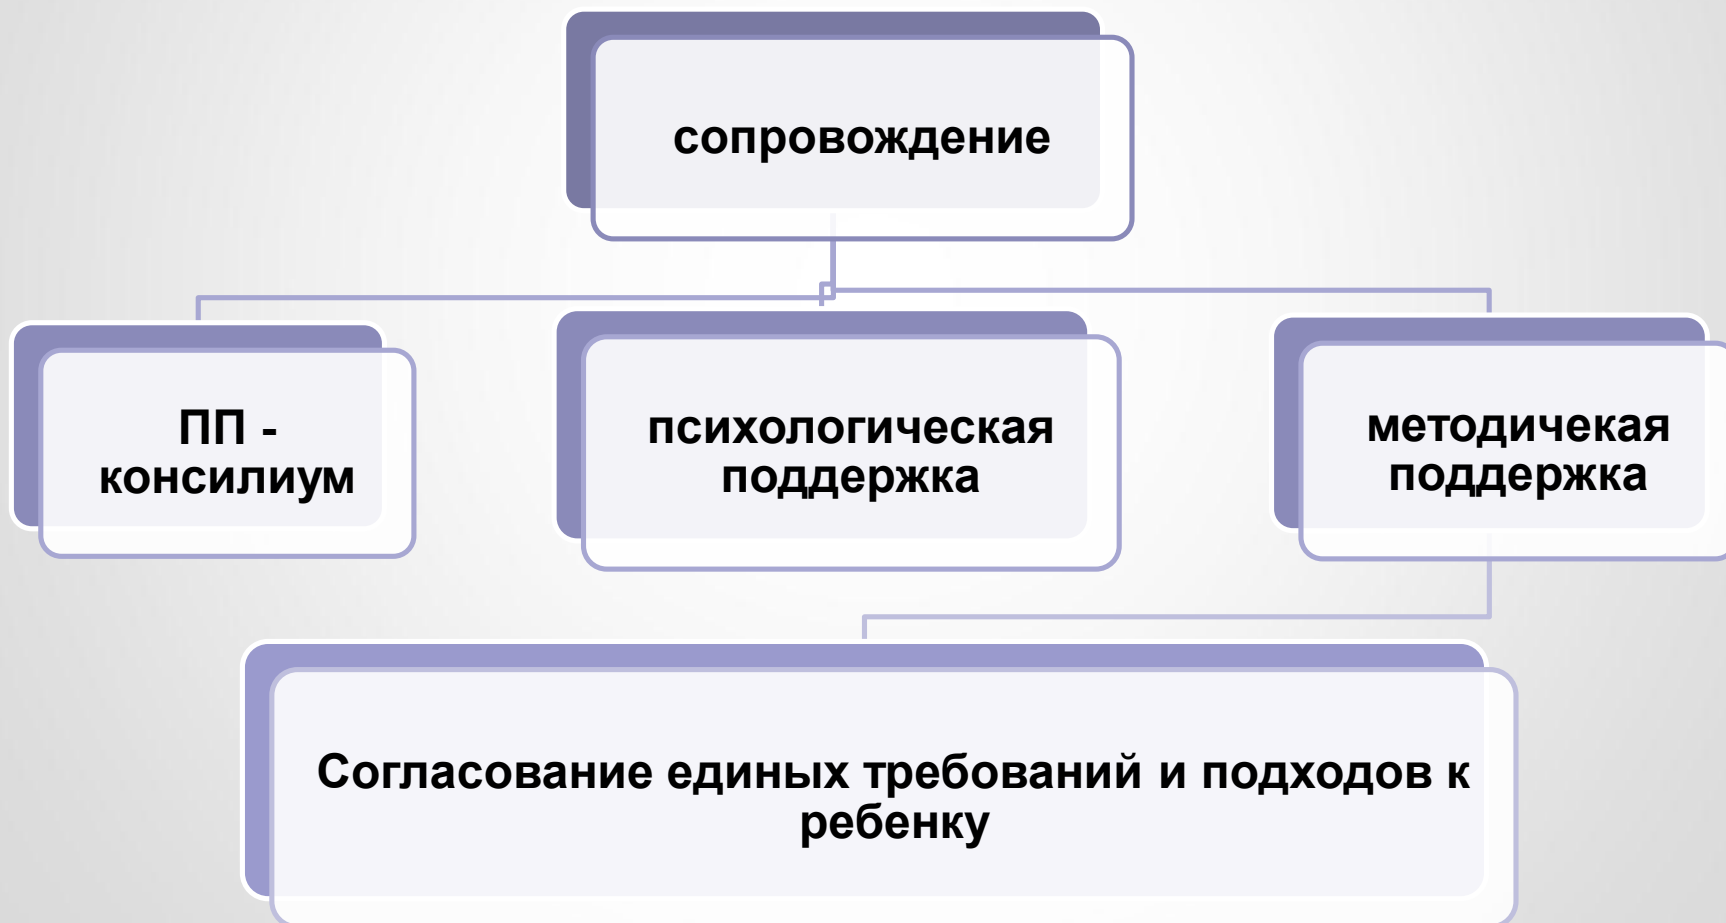 сопровождение
ПП -
консилиум
психологическая
поддержка
методичекая
поддержка
Согласование единых требований и подходов к
ребенку